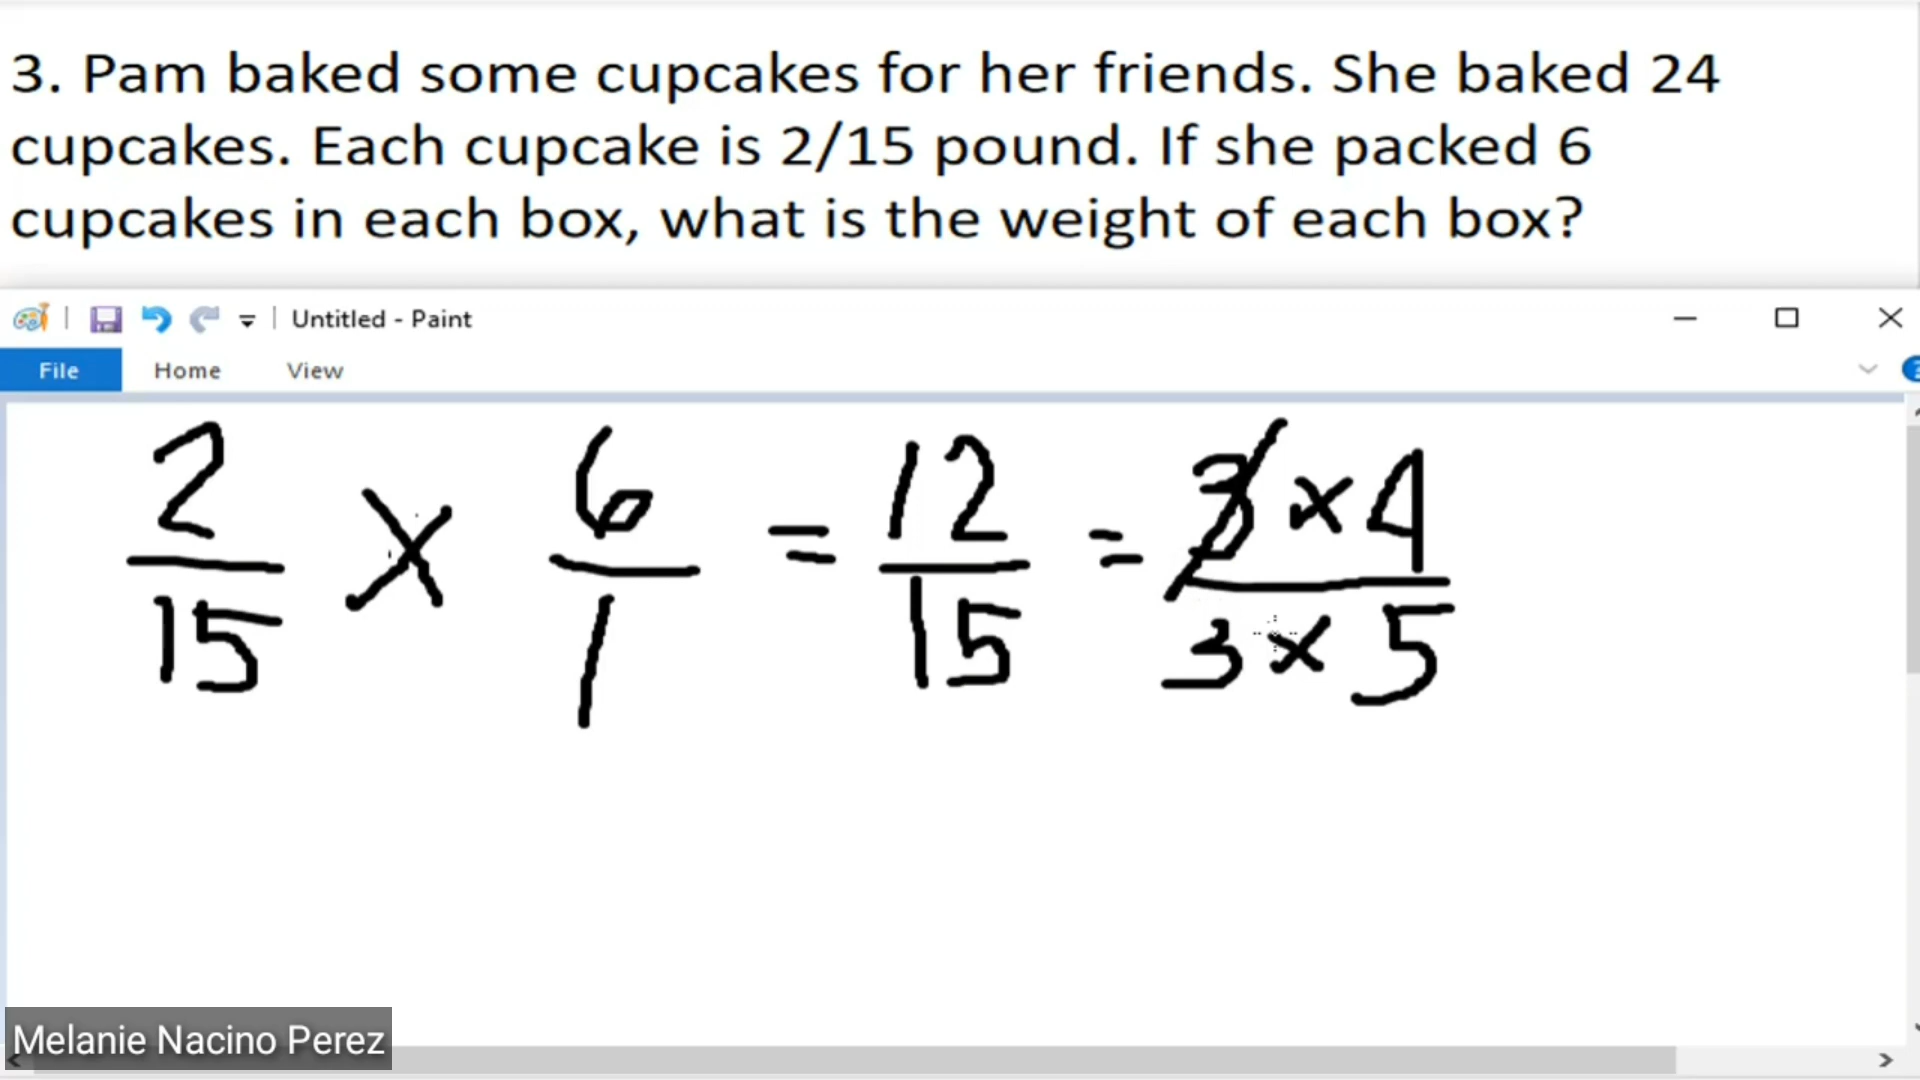 3. Pam baked some cupcakes for her friends. She baked 24
cupcakes. Each cupcake is 2/15 pound. If she packed 6
cupcakes in each box, what is the weight of each box?
Untitled - Paint
File Home View
2/15 × 6/1 = 12/15 = 3×4/3×5
Melanie Nacino Perez